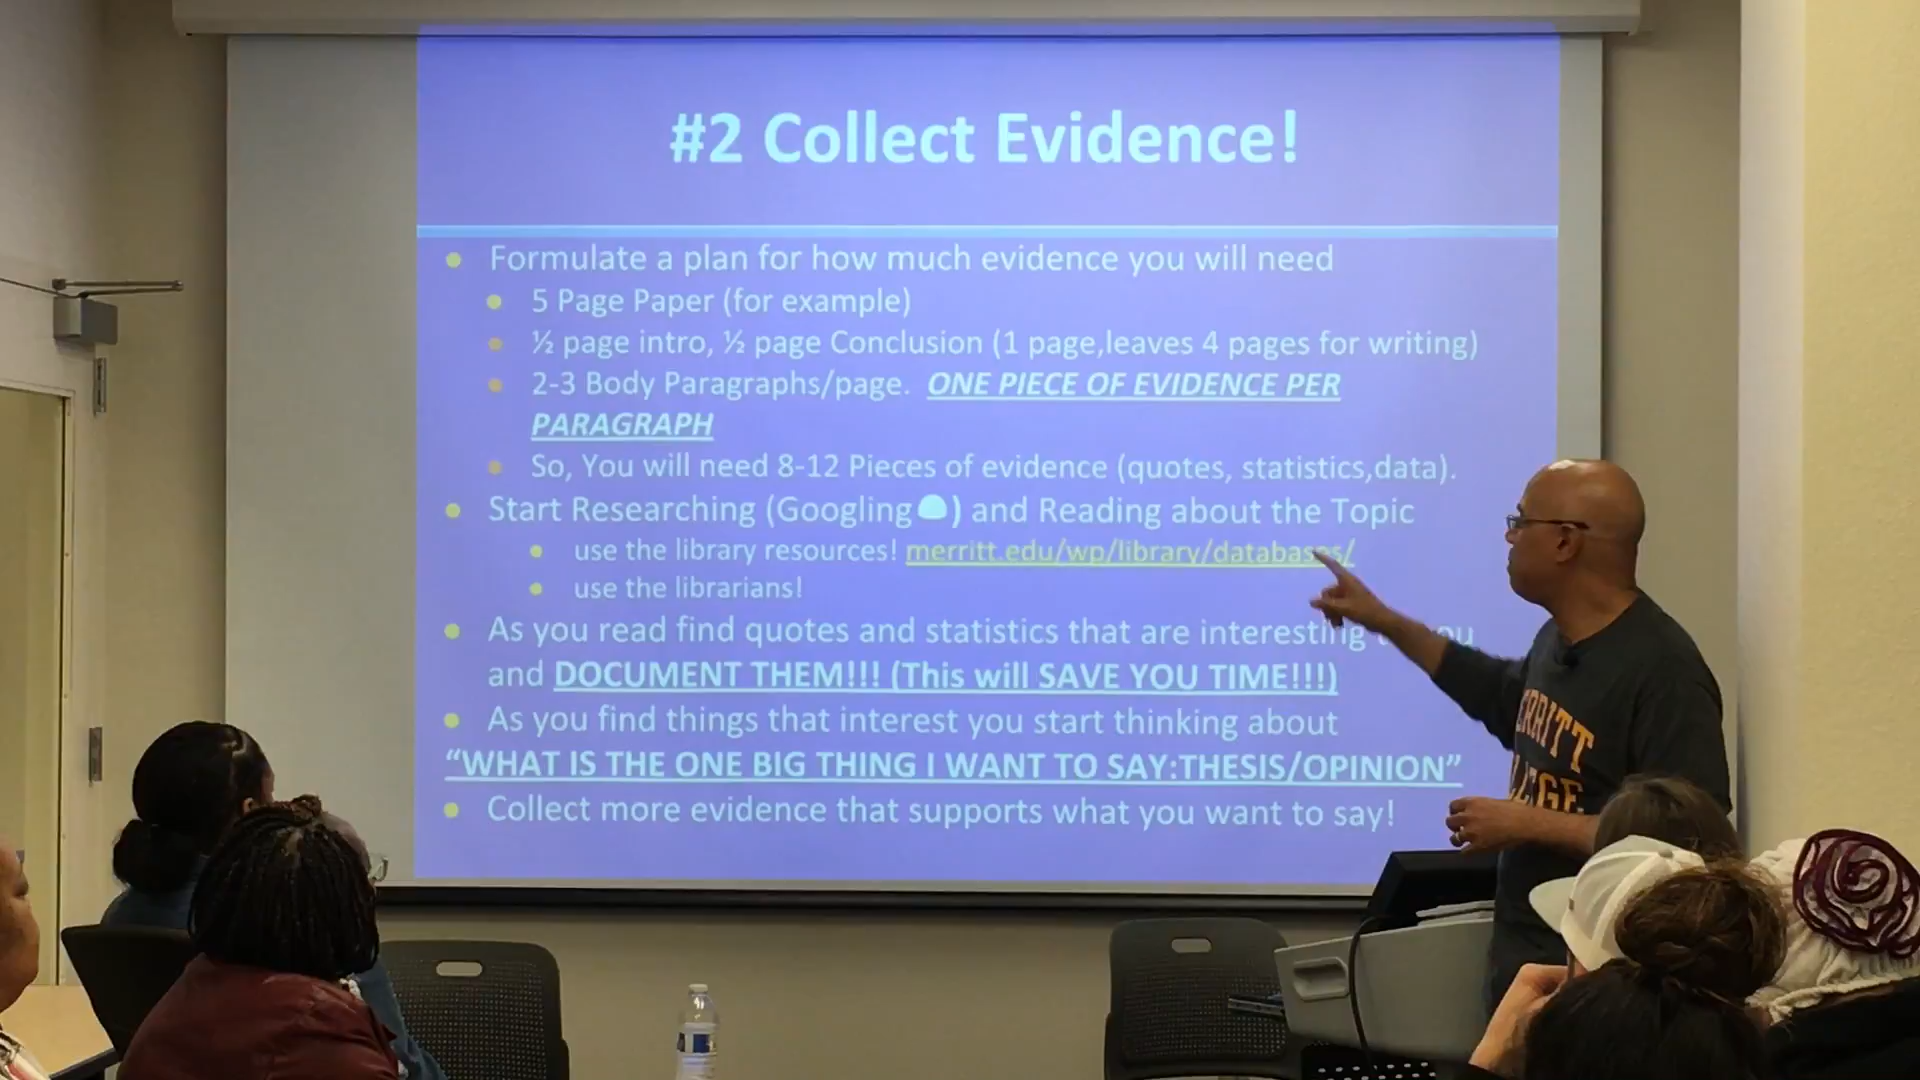 #2 Collect Evidence!
Formulate a plan for how much evidence you will need
5 Page Paper (for example)
½ page intro, ½ page Conclusion (1 page,leaves 4 pages for writing)
2-3 Body Paragraphs/page. ONE PIECE OF EVIDENCE PER
PARAGRAPH
So, You will need 8-12 Pieces of evidence (quotes, statistics,data).
Start Researching (Googling) and Reading about the Topic
use the library resources! merritt.edu/wp/library/databases/
use the librarians!
As you read find quotes and statistics that are interesting
and DOCUMENT THEM!!! (This will SAVE YOU TIME!!!)
As you find things that interest you start thinking about
“WHAT IS THE ONE BIG THING I WANT TO SAY:THESIS/OPINION”
Collect more evidence that supports what you want to say!